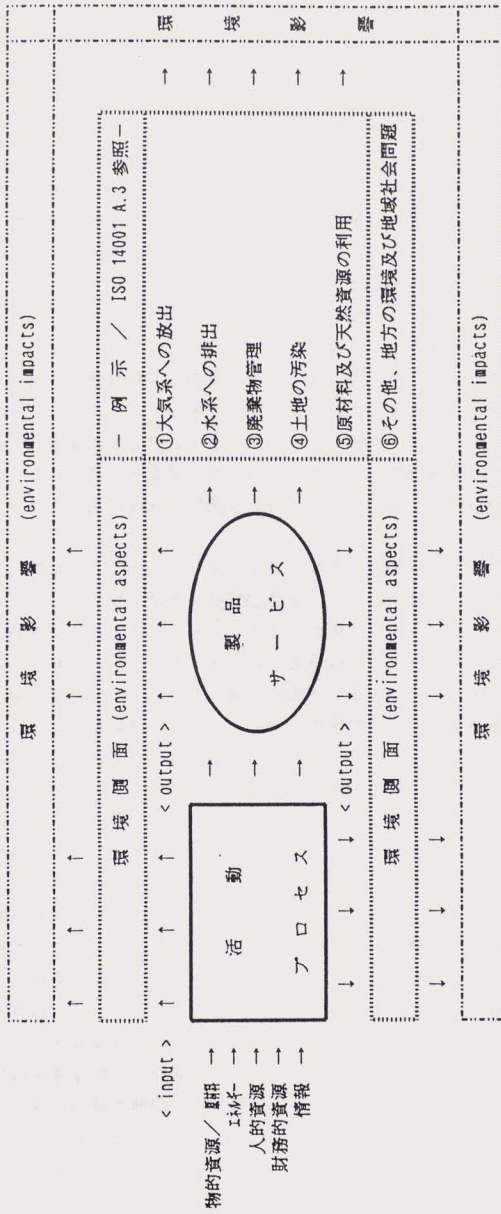 環 境 影 響 (environmental impacts)
環 境 側 面 (environmental aspects)
－ 例 示 ／ ISO 14001 A.3 参照－
< input >
< output >
物的資源／ 原材料
エネルギー →
人的資源 →
財務的資源 →
情報 →
活 動
プ ロ セ ス
製 品
サ ー ビ ス
①大気系への放出 →
②水系への排出 →
③廃棄物管理 →
④土地の汚染 →
⑤原材料及び天然資源の利用 →
⑥その他、地方の環境及び地域社会問題
環 境 影 響
< output >
環 境 側 面 (environmental aspects)
環 境 影 響 (environmental impacts)